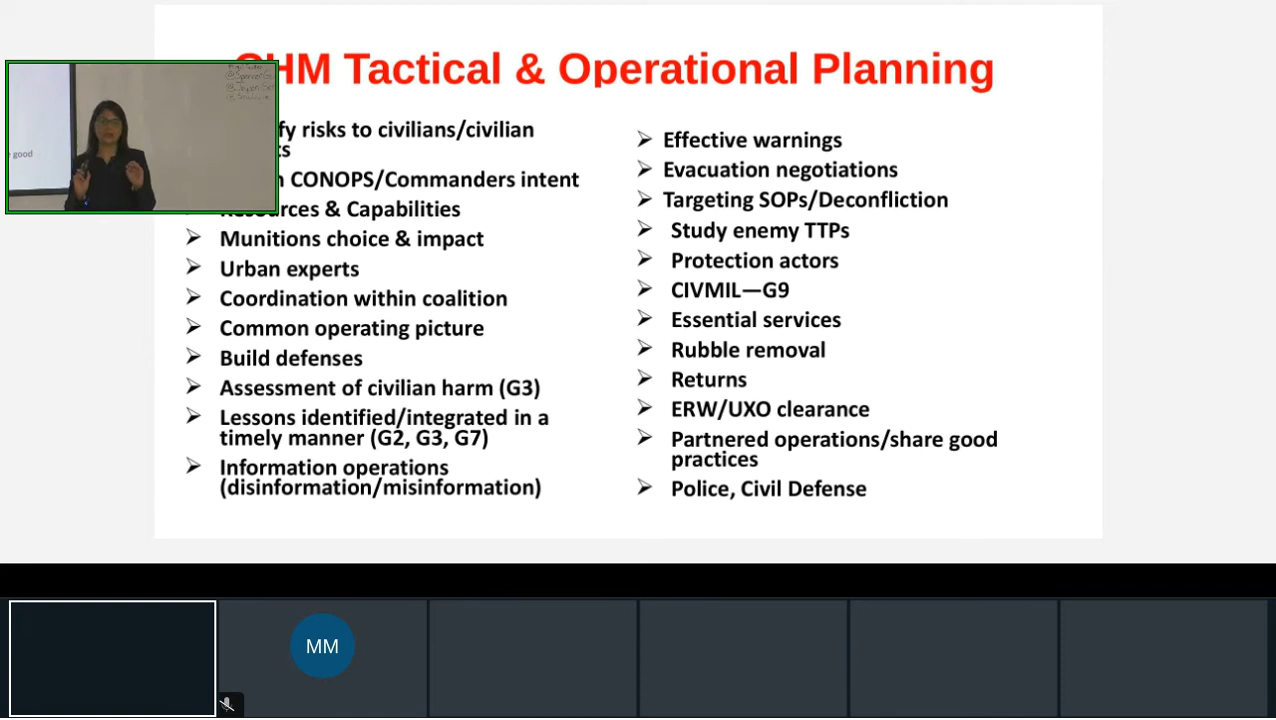 HM Tactical & Operational Planning
risks to civilians/civilian
CONOPS/Commanders intent
Resources & Capabilities
Munitions choice & impact
Urban experts
Coordination within coalition
Common operating picture
Build defenses
Assessment of civilian harm (G3)
Lessons identified/integrated in a
timely manner (G2, G3, G7)
Information operations
(disinformation/misinformation)
Effective warnings
Evacuation negotiations
Targeting SOPs/Deconfliction
Study enemy TTPs
Protection actors
CIVMIL—G9
Essential services
Rubble removal
Returns
ERW/UXO clearance
Partnered operations/share good
practices
Police, Civil Defense
good
MM